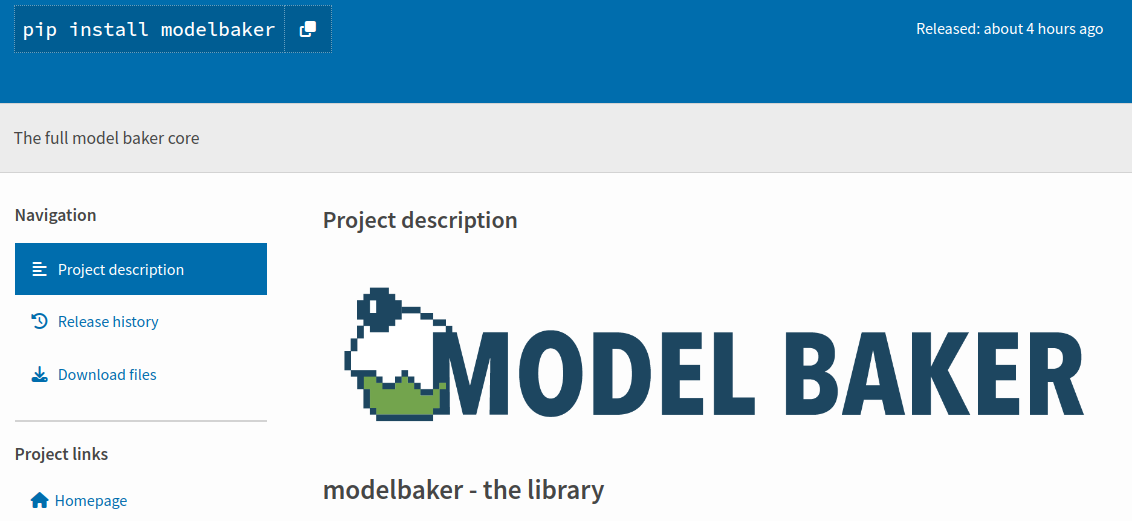 pip install modelbaker
Released: about 4 hours ago
The full model baker core
Navigation
Project description
Release history
Download files
Project links
Homepage
Project description
MODEL BAKER
modelbaker - the library